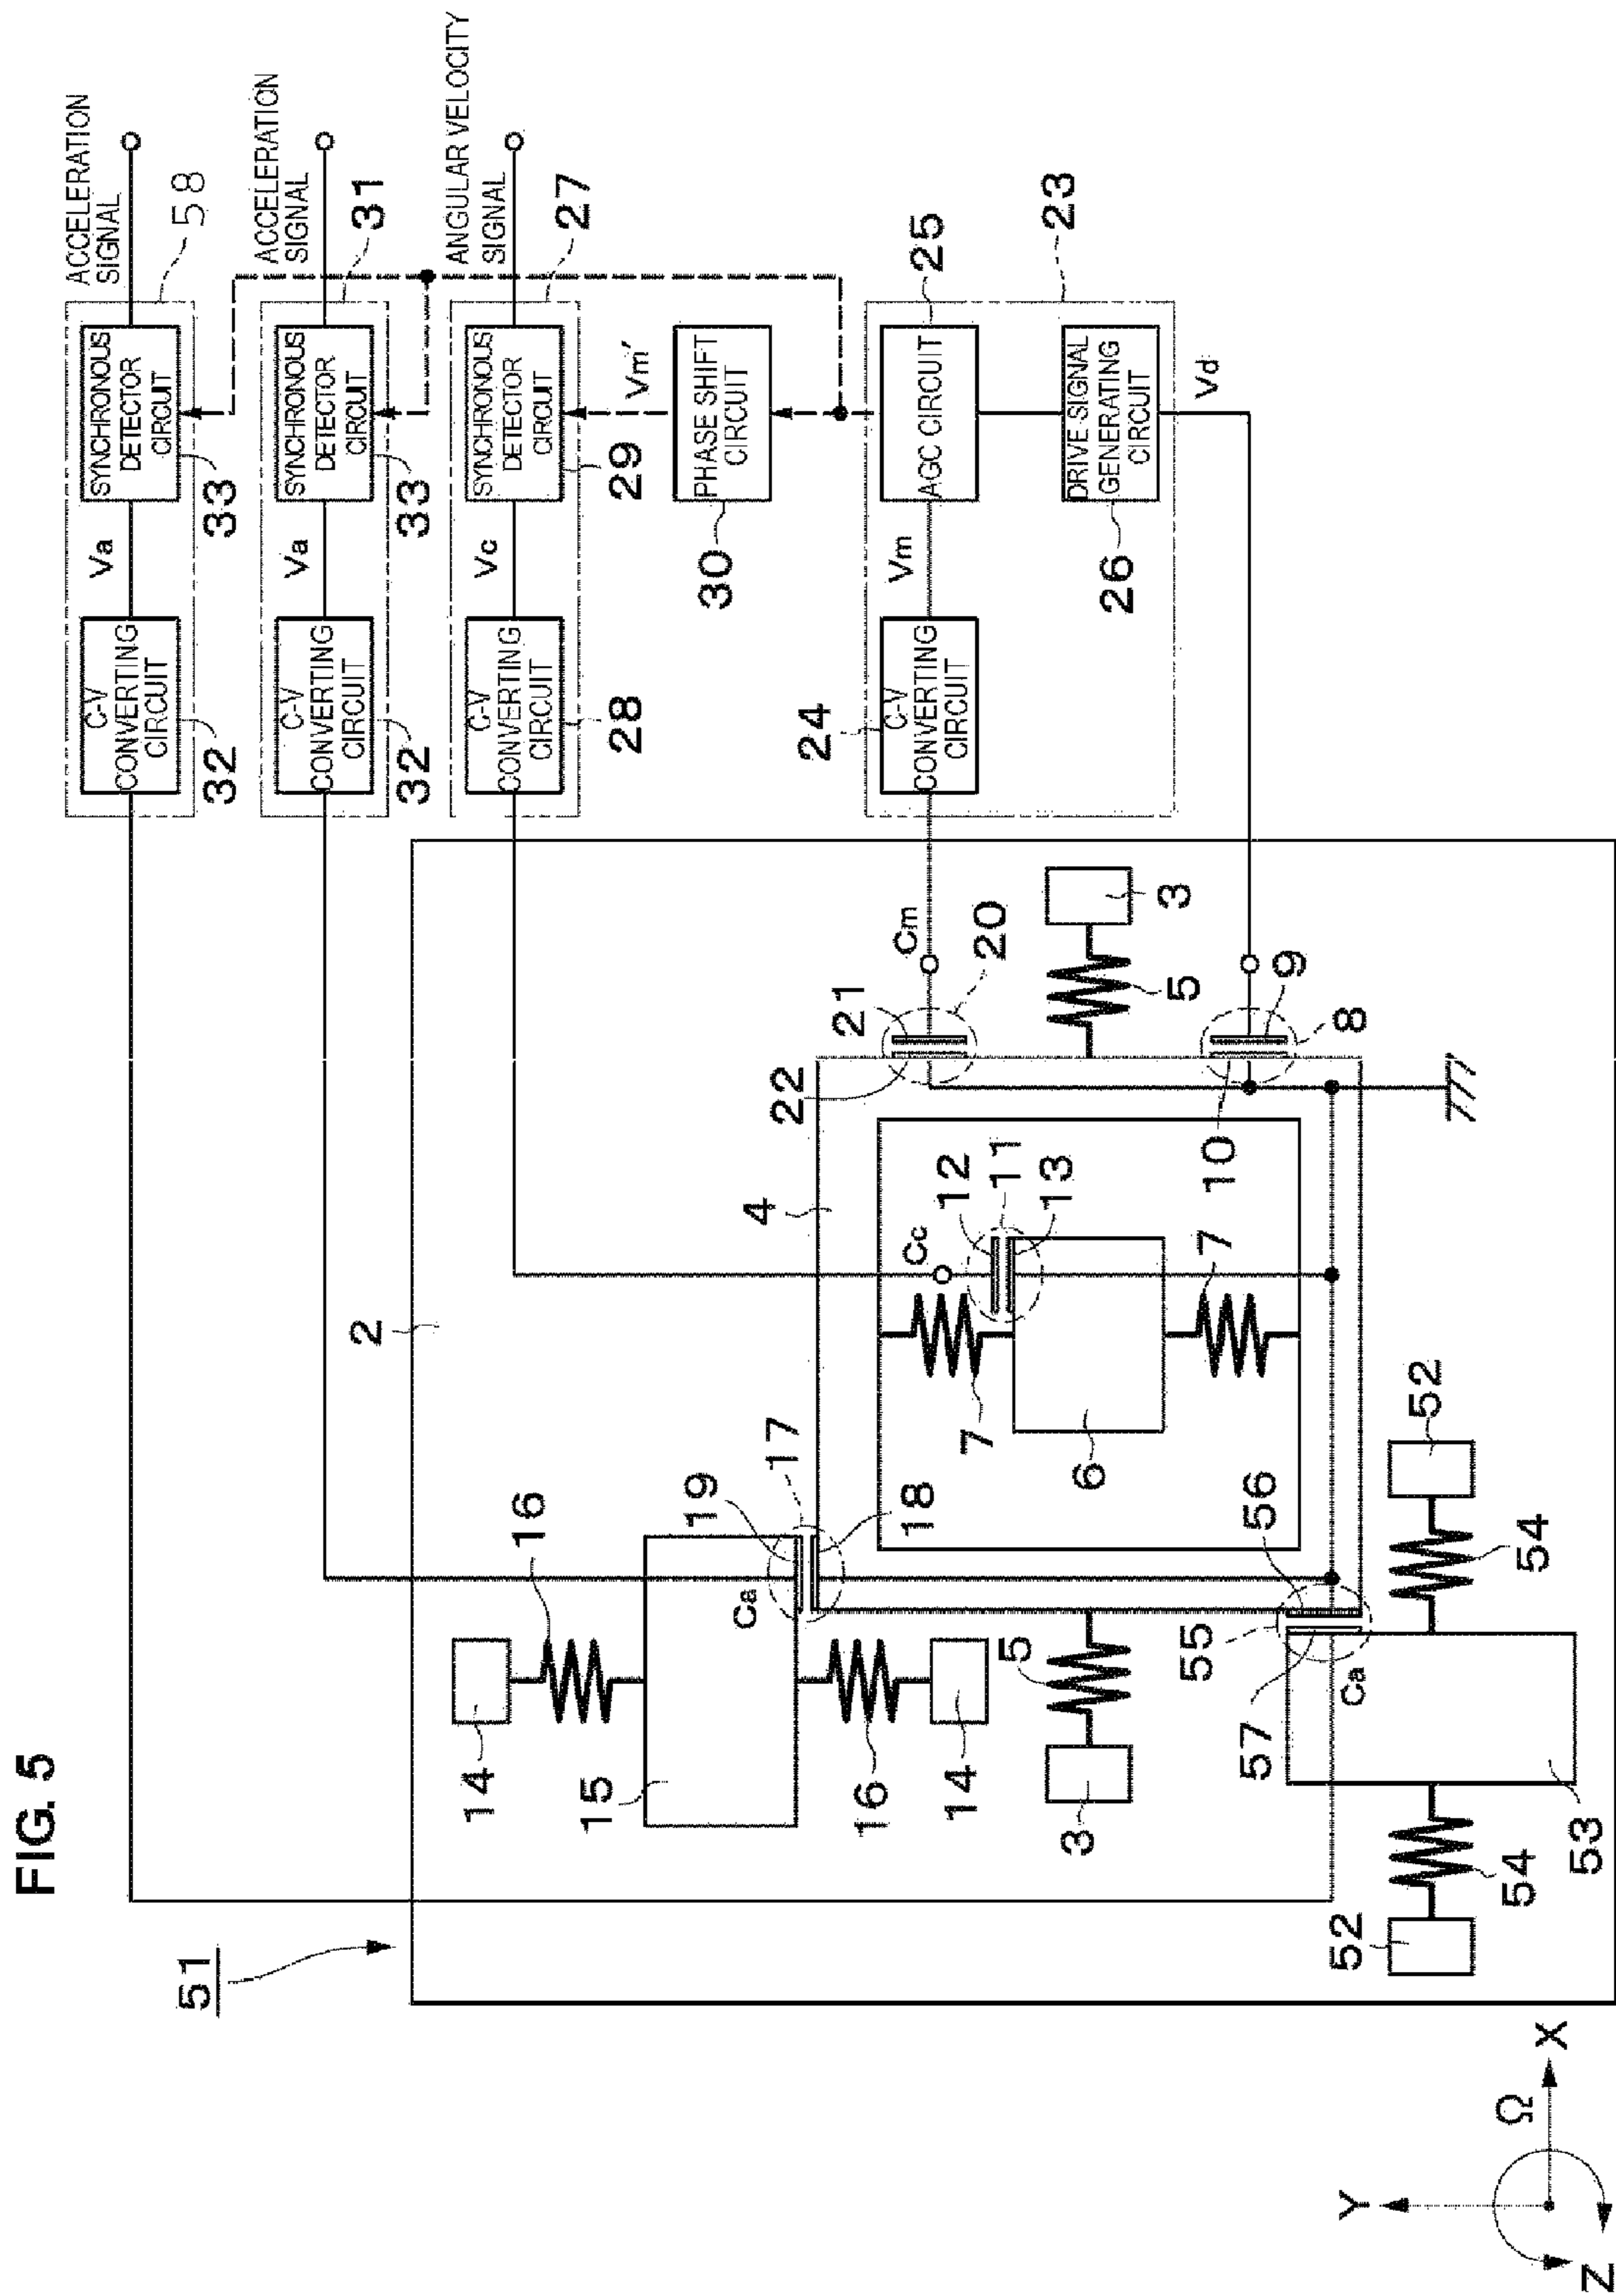 FIG. 5
51
ACCELERATION
SIGNAL
58
C-V
CONVERTING
CIRCUIT
32
Va
SYNCHRONOUS
DETECTOR
CIRCUIT
33
ACCELERATION
SIGNAL
31
C-V
CONVERTING
CIRCUIT
32
Va
SYNCHRONOUS
DETECTOR
CIRCUIT
33
ANGULAR VELOCITY
SIGNAL
27
C-V
CONVERTING
CIRCUIT
28
Vc
SYNCHRONOUS
DETECTOR
CIRCUIT
29
Vm'
PHASE SHIFT
CIRCUIT
30
23
24
C-V
CONVERTING
CIRCUIT
Vm
AGC CIRCUIT
25
DRIVE SIGNAL
GENERATING
CIRCUIT
26
Vd
2
14
16
15
16
14
Ca
19
17
18
4
Cc
12
11
13
7
6
7
22
21
Cm
20
3
5
9
8
10
3
5
55
56
57
Ca
52
54
53
54
52
Y
Ω
X
Z